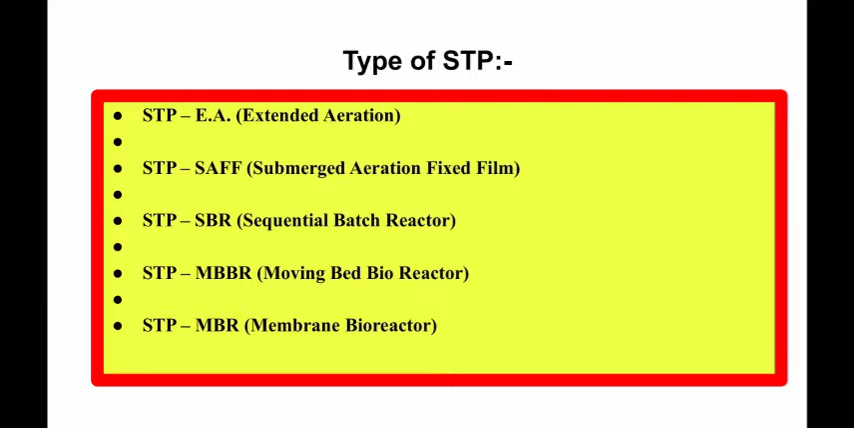 Type of STP:-
● STP – E.A. (Extended Aeration)
●
● STP – SAFF (Submerged Aeration Fixed Film)
●
● STP – SBR (Sequential Batch Reactor)
●
● STP – MBBR (Moving Bed Bio Reactor)
●
● STP – MBR (Membrane Bioreactor)